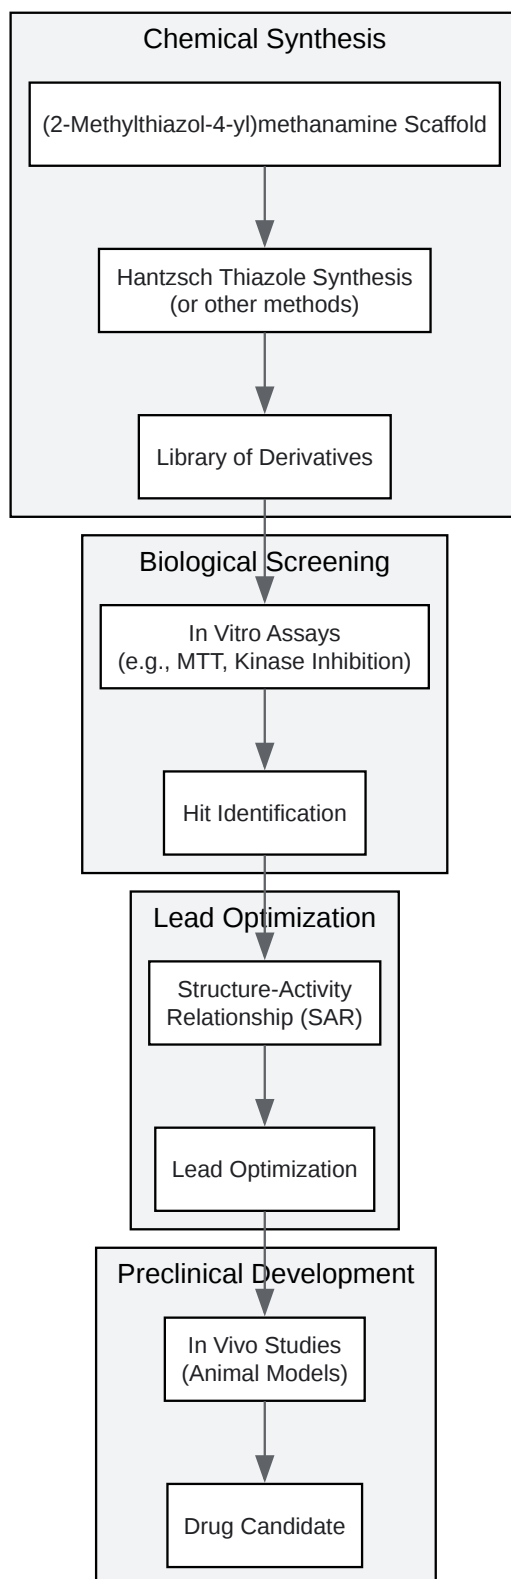 Chemical Synthesis
(2-Methylthiazol-4-yl)methanamine Scaffold
Hantzsch Thiazole Synthesis
(or other methods)
Library of Derivatives
Biological Screening
In Vitro Assays
(e.g., MTT, Kinase Inhibition)
Hit Identification
Lead Optimization
Structure-Activity
Relationship (SAR)
Lead Optimization
Preclinical Development
In Vivo Studies
(Animal Models)
Drug Candidate